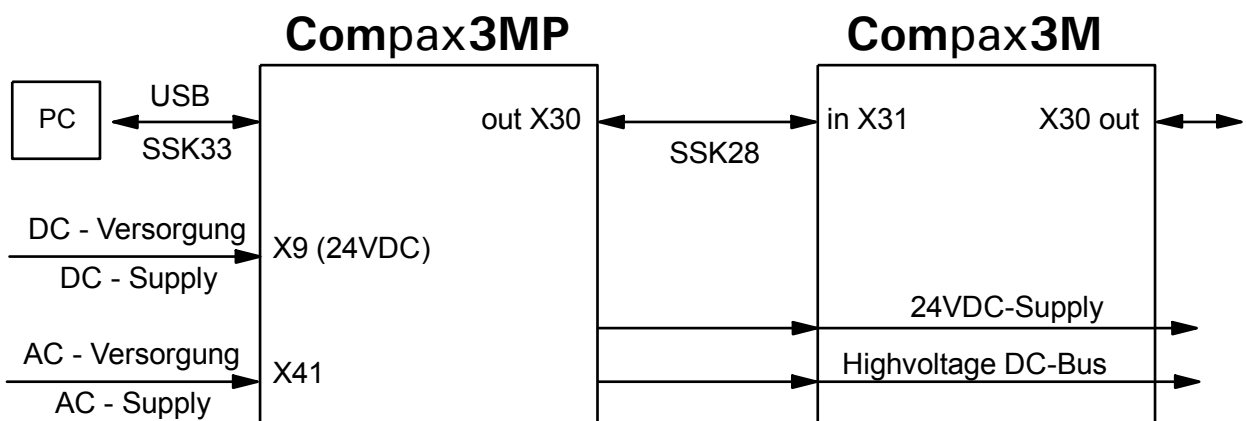 Compax3MP
Compax3M
PC
USB
SSK33
out X30
SSK28
in X31
X30 out
DC - Versorgung
DC - Supply
X9 (24VDC)
24VDC-Supply
AC - Versorgung
AC - Supply
X41
Highvoltage DC-Bus